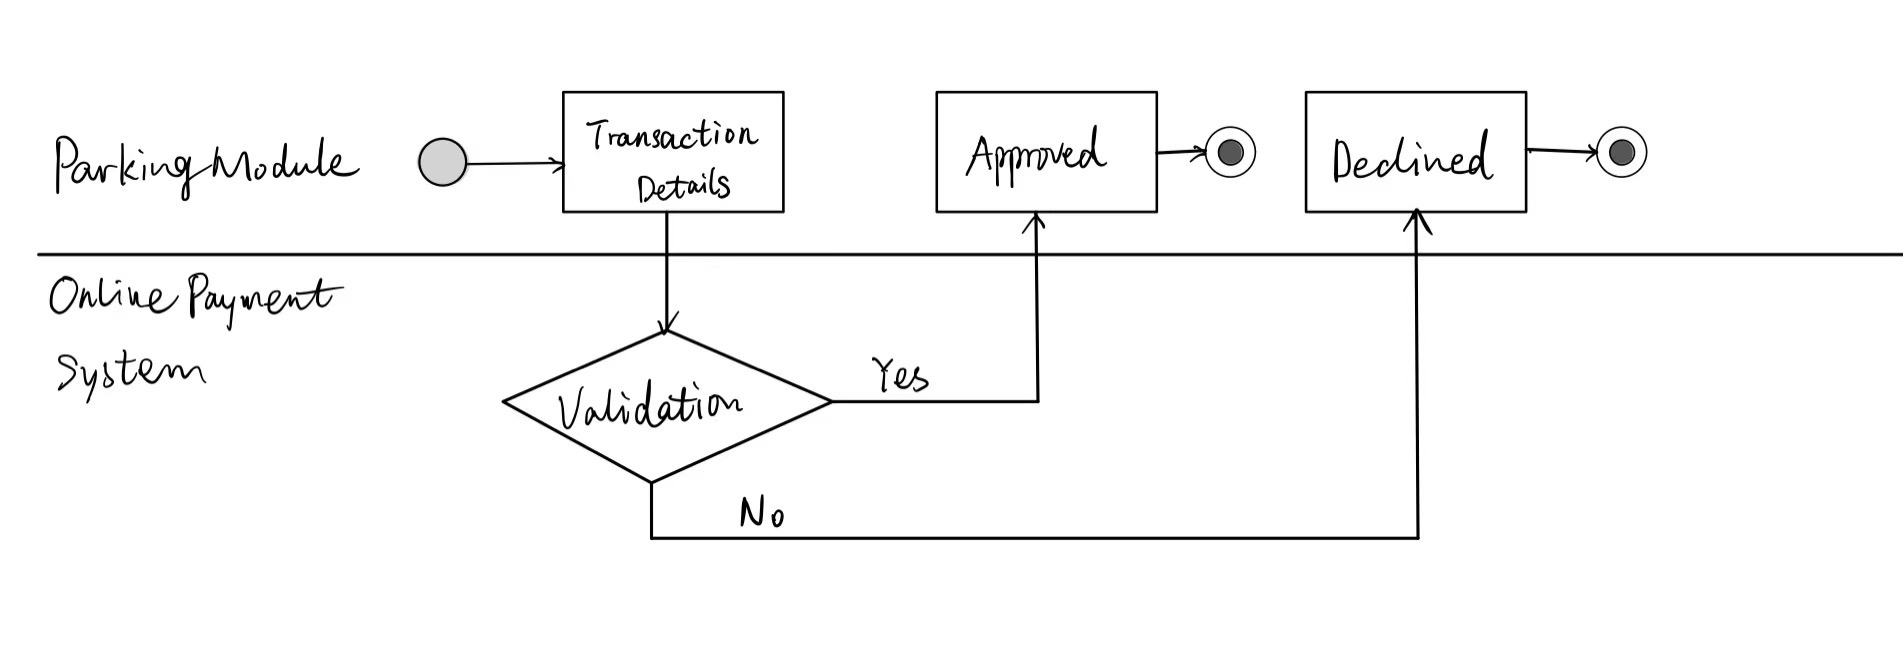 Parking Module
Transaction
Details
Approved
Declined
Online Payment
System
Validation
Yes
No